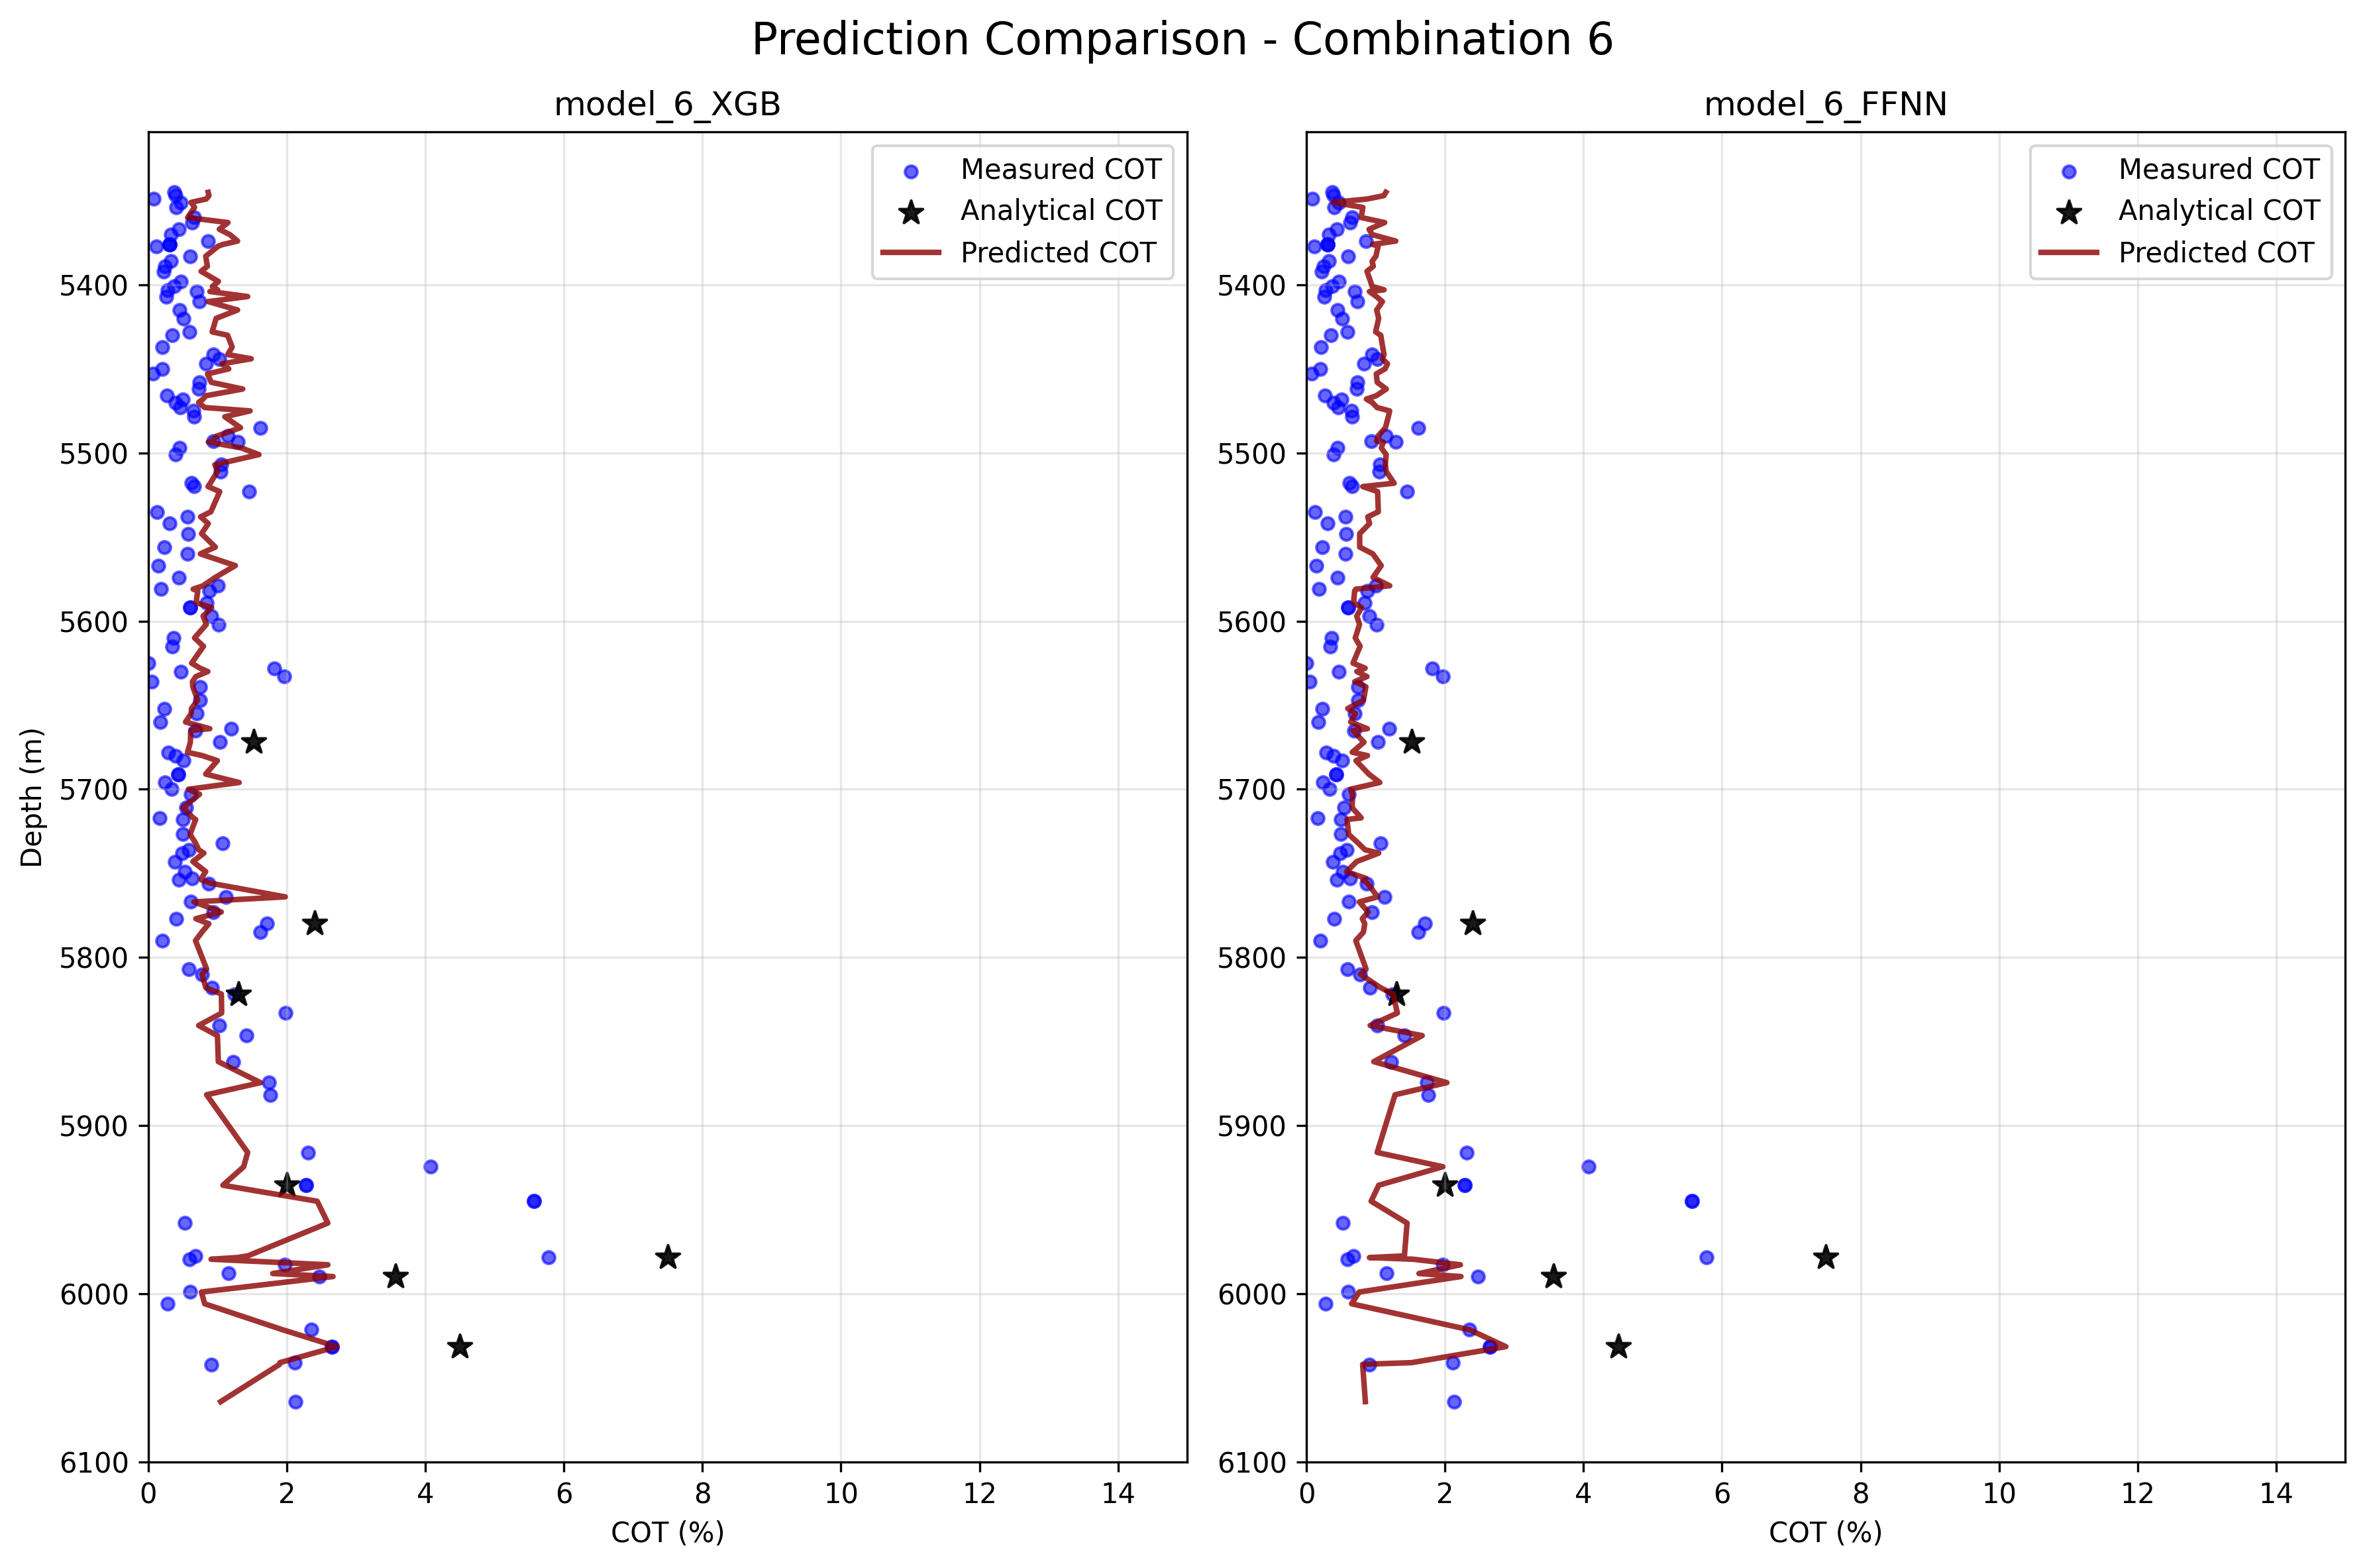 Prediction Comparison - Combination 6
model_6_XGB
Measured COT
Analytical COT
Predicted COT
Depth (m)
5400
5500
5600
5700
5800
5900
6000
6100
0 2 4 6 8 10 12 14
COT (%)
model_6_FFNN
Measured COT
Analytical COT
Predicted COT
5400
5500
5600
5700
5800
5900
6000
6100
0 2 4 6 8 10 12 14
COT (%)